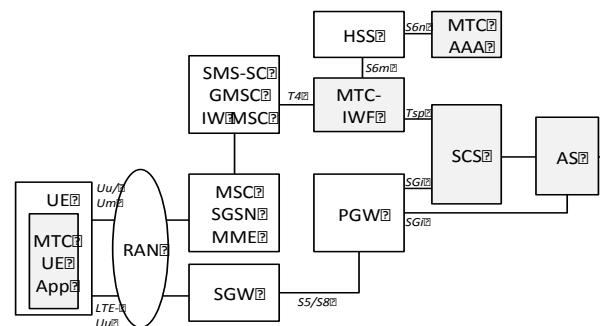 HSS
S6n
MTC
AAA
SMS-SC
GMSC
IWMSC
S6m
T4
MTC-
IWF
Tsp
SCS
AS
UE
Uu/
Um
MSC
SGSN
MME
SGi
PGW
SGi
MTC
UE
App
RAN
SGW
S5/S8
LTE-
Uu